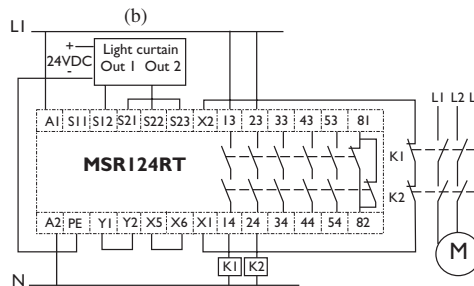 (b)
L1
+
24VDC
-
Light curtain
Out 1 Out 2
A1 S11 S12 S21 S22 S23 X2 13 23 33 43 53 81
MSR124RT
A2 PE Y1 Y2 X5 X6 X1 14 24 34 44 54 82
K1 K2
N
L1 L2 L
K1
K2
M